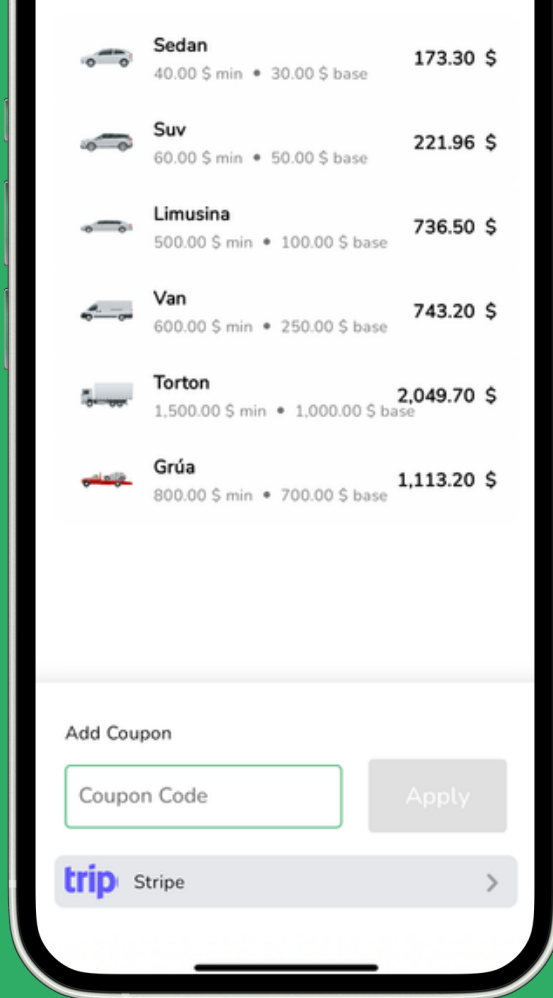 Sedan
173.30 $
40.00 $ min • 30.00 $ base
Suv
221.96 $
60.00 $ min • 50.00 $ base
Limusina
736.50 $
500.00 $ min • 100.00 $ base
Van
743.20 $
600.00 $ min • 250.00 $ base
Torton
2,049.70 $
1,500.00 $ min • 1,000.00 $ base
Grúa
1,113.20 $
800.00 $ min • 700.00 $ base
Add Coupon
Coupon Code
Apply
trip Stripe